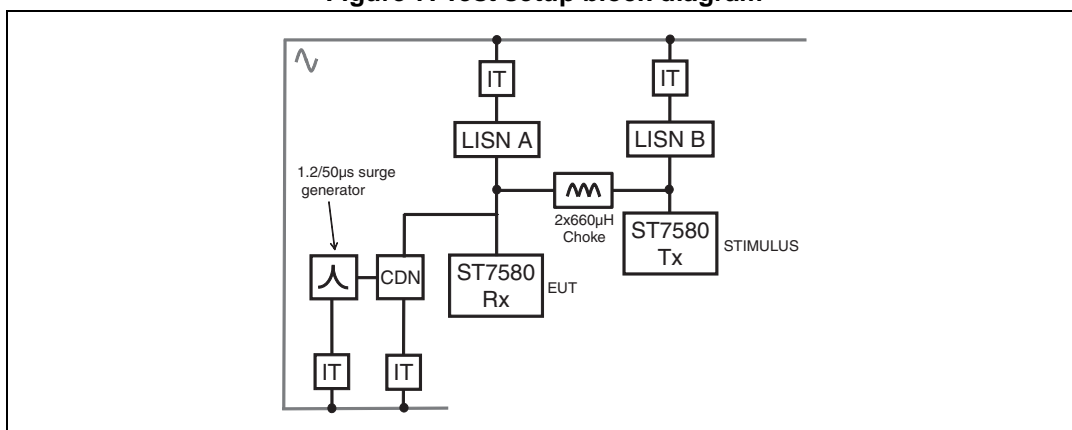 Figure Test setup block diagram
IT
IT
LISN A
LISN B
1.2/50µs surge
generator
2x660µH
Choke
ST7580
Tx
STIMULUS
CDN
ST7580
Rx
EUT
IT
IT